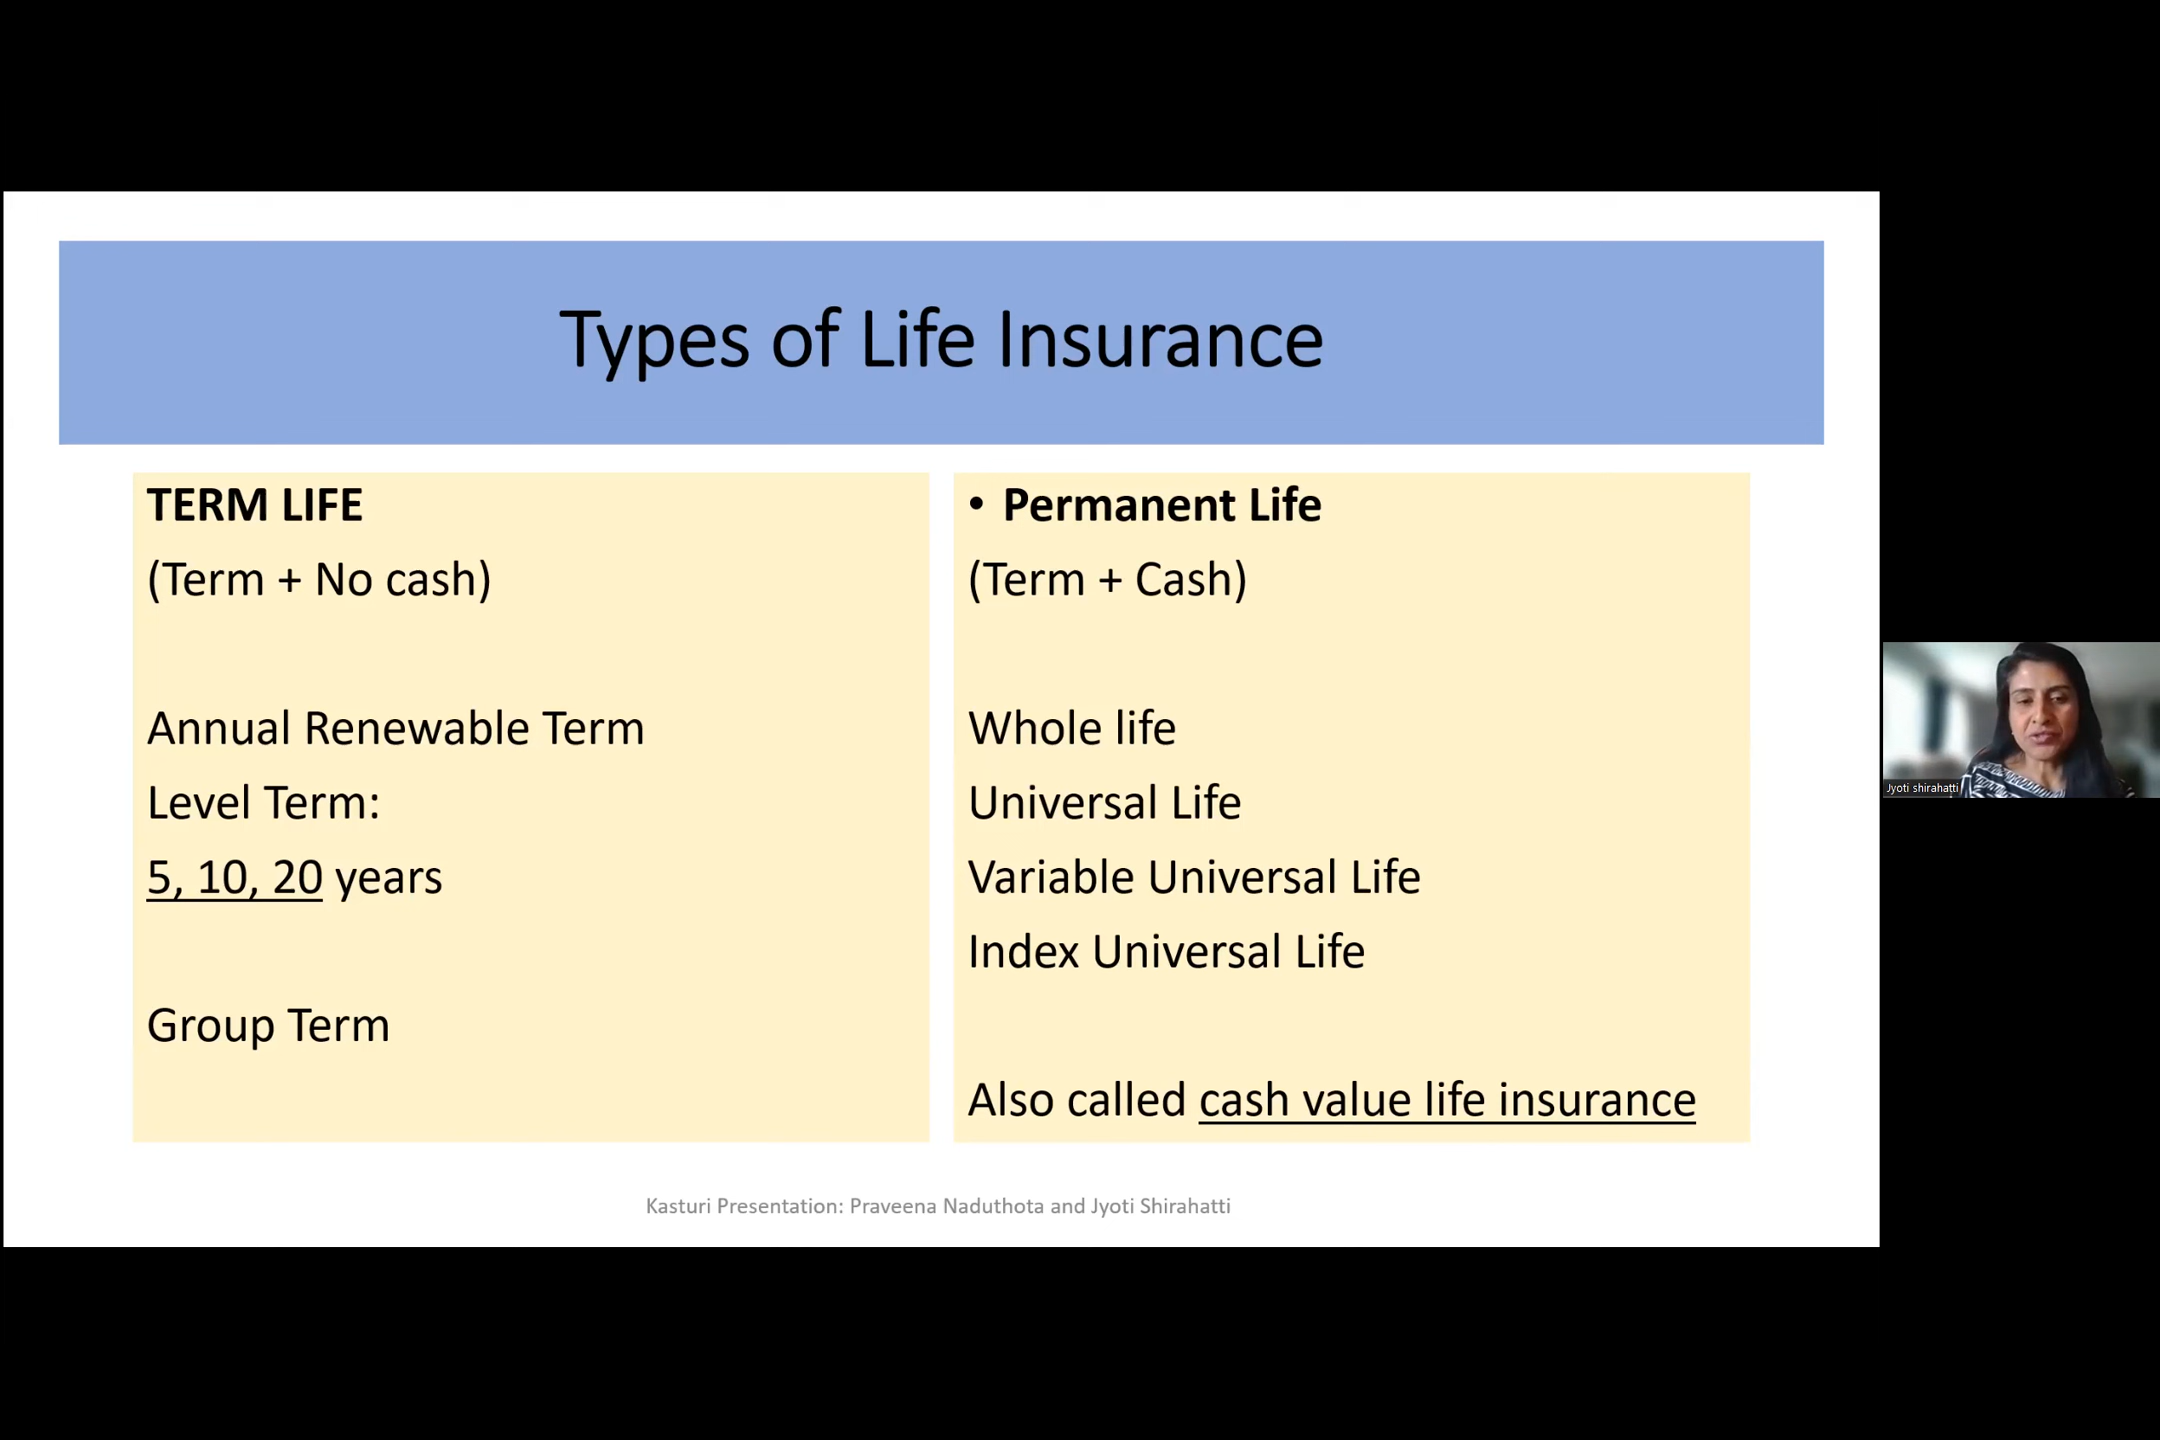 Types of Life Insurance
TERM LIFE
(Term + No cash)
Annual Renewable Term
Level Term:
5, 10, 20 years
Group Term
• Permanent Life
(Term + Cash)
Whole life
Universal Life
Variable Universal Life
Index Universal Life
Also called cash value life insurance
Kasturi Presentation: Praveena Naduthota and Jyoti Shirahatti
Jyoti shirahatti